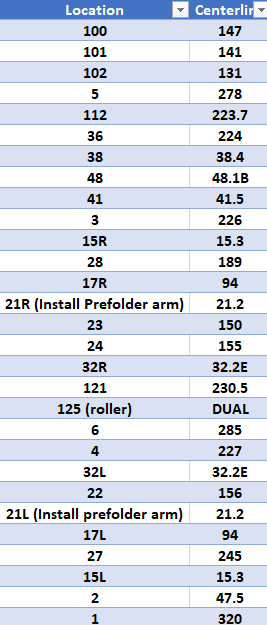 Location Centerlin
100 147
101 141
102 131
5 278
112 223.7
36 224
38 38.4
48 48.1B
41 41.5
3 226
15R 15.3
28 189
17R 94
21R (Install Prefolder arm) 21.2
23 150
24 155
32R 32.2E
121 230.5
125 (roller) DUAL
6 285
4 227
32L 32.2E
22 156
21L (Install prefolder arm) 21.2
17L 94
27 245
15L 15.3
2 47.5
1 320